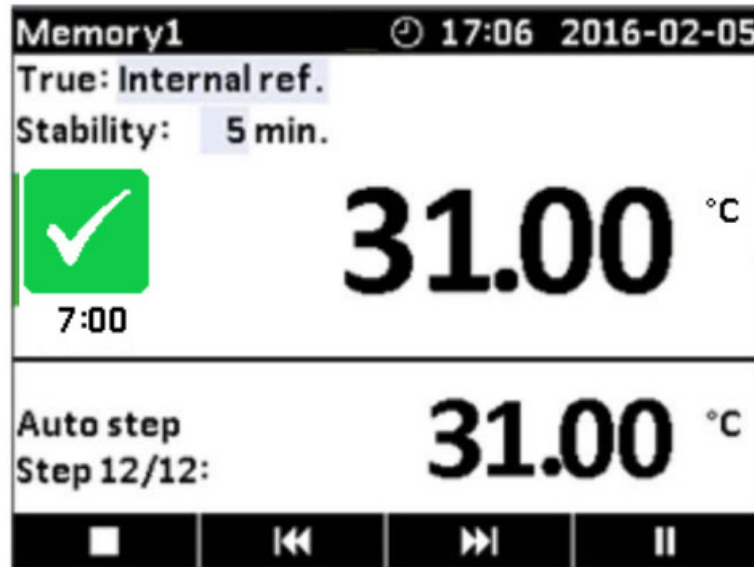 Memory1 17:06 2016-02-05
True: Internal ref.
Stability: 5 min.
31.00 °C
7:00
Auto step
Step 12/12:
31.00 °C